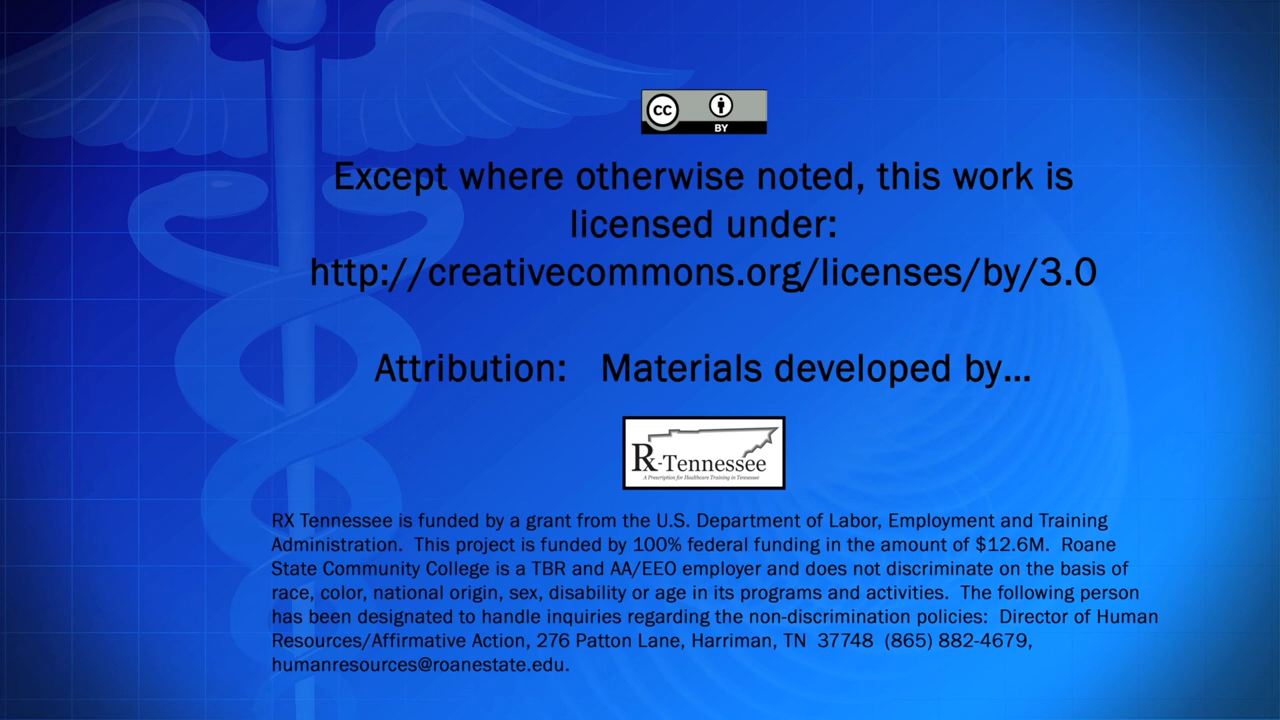 CC
BY
Except where otherwise noted, this work is
licensed under:
http://creativecommons.org/licenses/by/3.0
Attribution:   Materials developed by...
Rx-Tennessee
A Prescription for Healthcare Training in Tennessee
RX Tennessee is funded by a grant from the U.S. Department of Labor, Employment and Training
Administration.  This project is funded by 100% federal funding in the amount of $12.6M.  Roane
State Community College is a TBR and AA/EEO employer and does not discriminate on the basis of
race, color, national origin, sex, disability or age in its programs and activities.  The following person
has been designated to handle inquiries regarding the non-discrimination policies:  Director of Human
Resources/Affirmative Action, 276 Patton Lane, Harriman, TN  37748  (865) 882-4679,
humanresources@roanestate.edu.